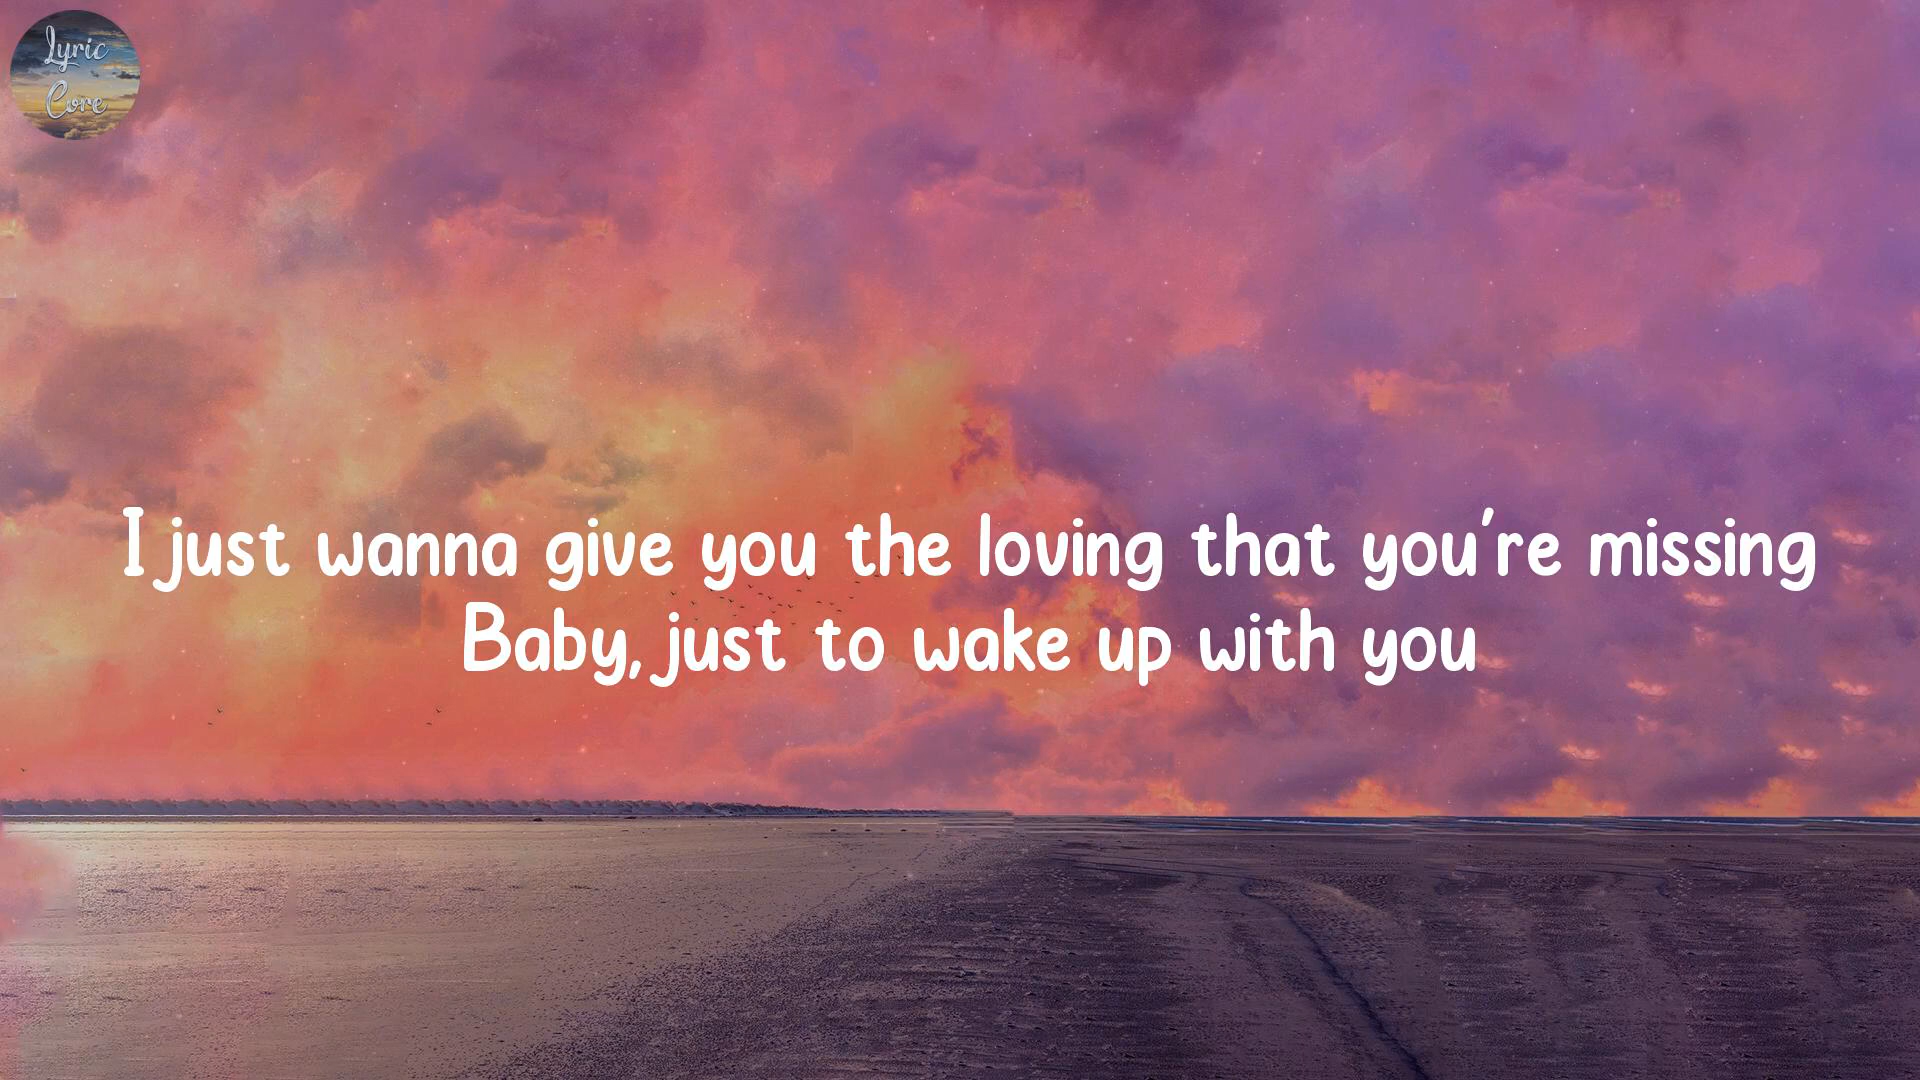 Lyric
Core
I just wanna give you the loving that you're missing
Baby, just to wake up with you